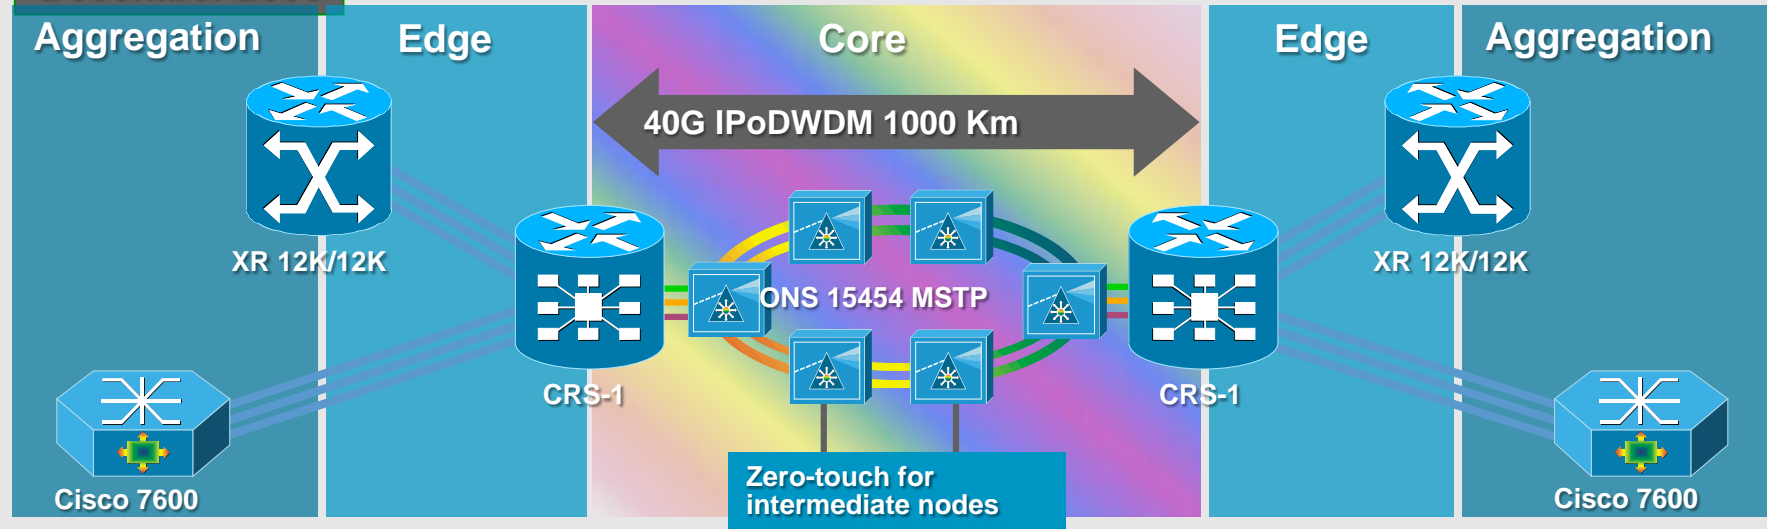 Aggregation
Edge
Core
Edge
Aggregation
40G IPoDWDM 1000 Km
XR 12K/12K
XR 12K/12K
ONS 15454 MSTP
CRS-1
CRS-1
Cisco 7600
Zero-touch for
intermediate nodes
Cisco 7600